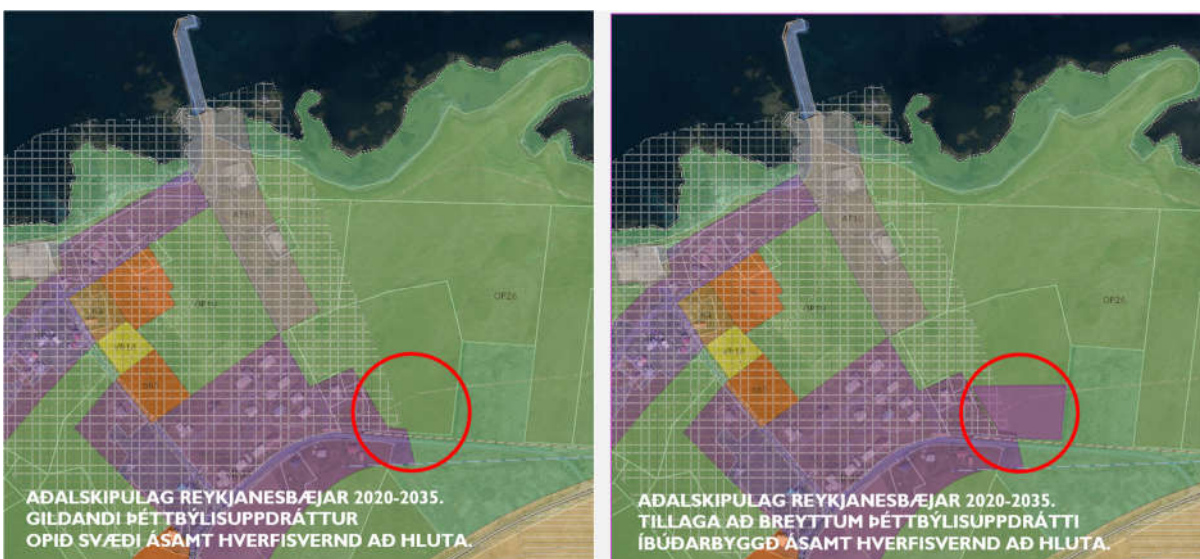 AÐALSKIPULAG REYKJANESBÆJAR 2020-2035.
GILDANDI ÞÉTTBÝLISUPPDRÁTTUR
OPIÐ SVÆÐI ÁSAMT HVERFISVERND AÐ HLUTA.
OP26
AÐALSKIPULAG REYKJANESBÆJAR 2020-2035.
TILLAGA AÐ BREYTTUM ÞÉTTBÝLISUPPDRÁTTI
ÍBÚÐARBYGGÐ ÁSAMT HVERFISVERND AÐ HLUTA.
OP26